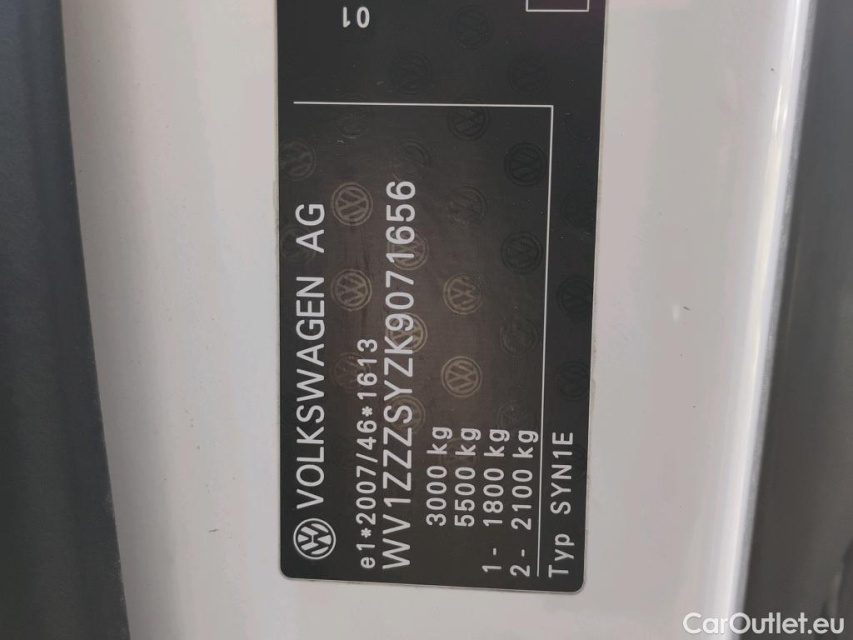 VOLKSWAGEN AG
e1*2007/46*1613
WV1ZZZSYZK9071656
3000 kg
5500 kg
1- 1800 kg
2- 2100 kg
Typ SYN1E
01
CarOutlet.eu